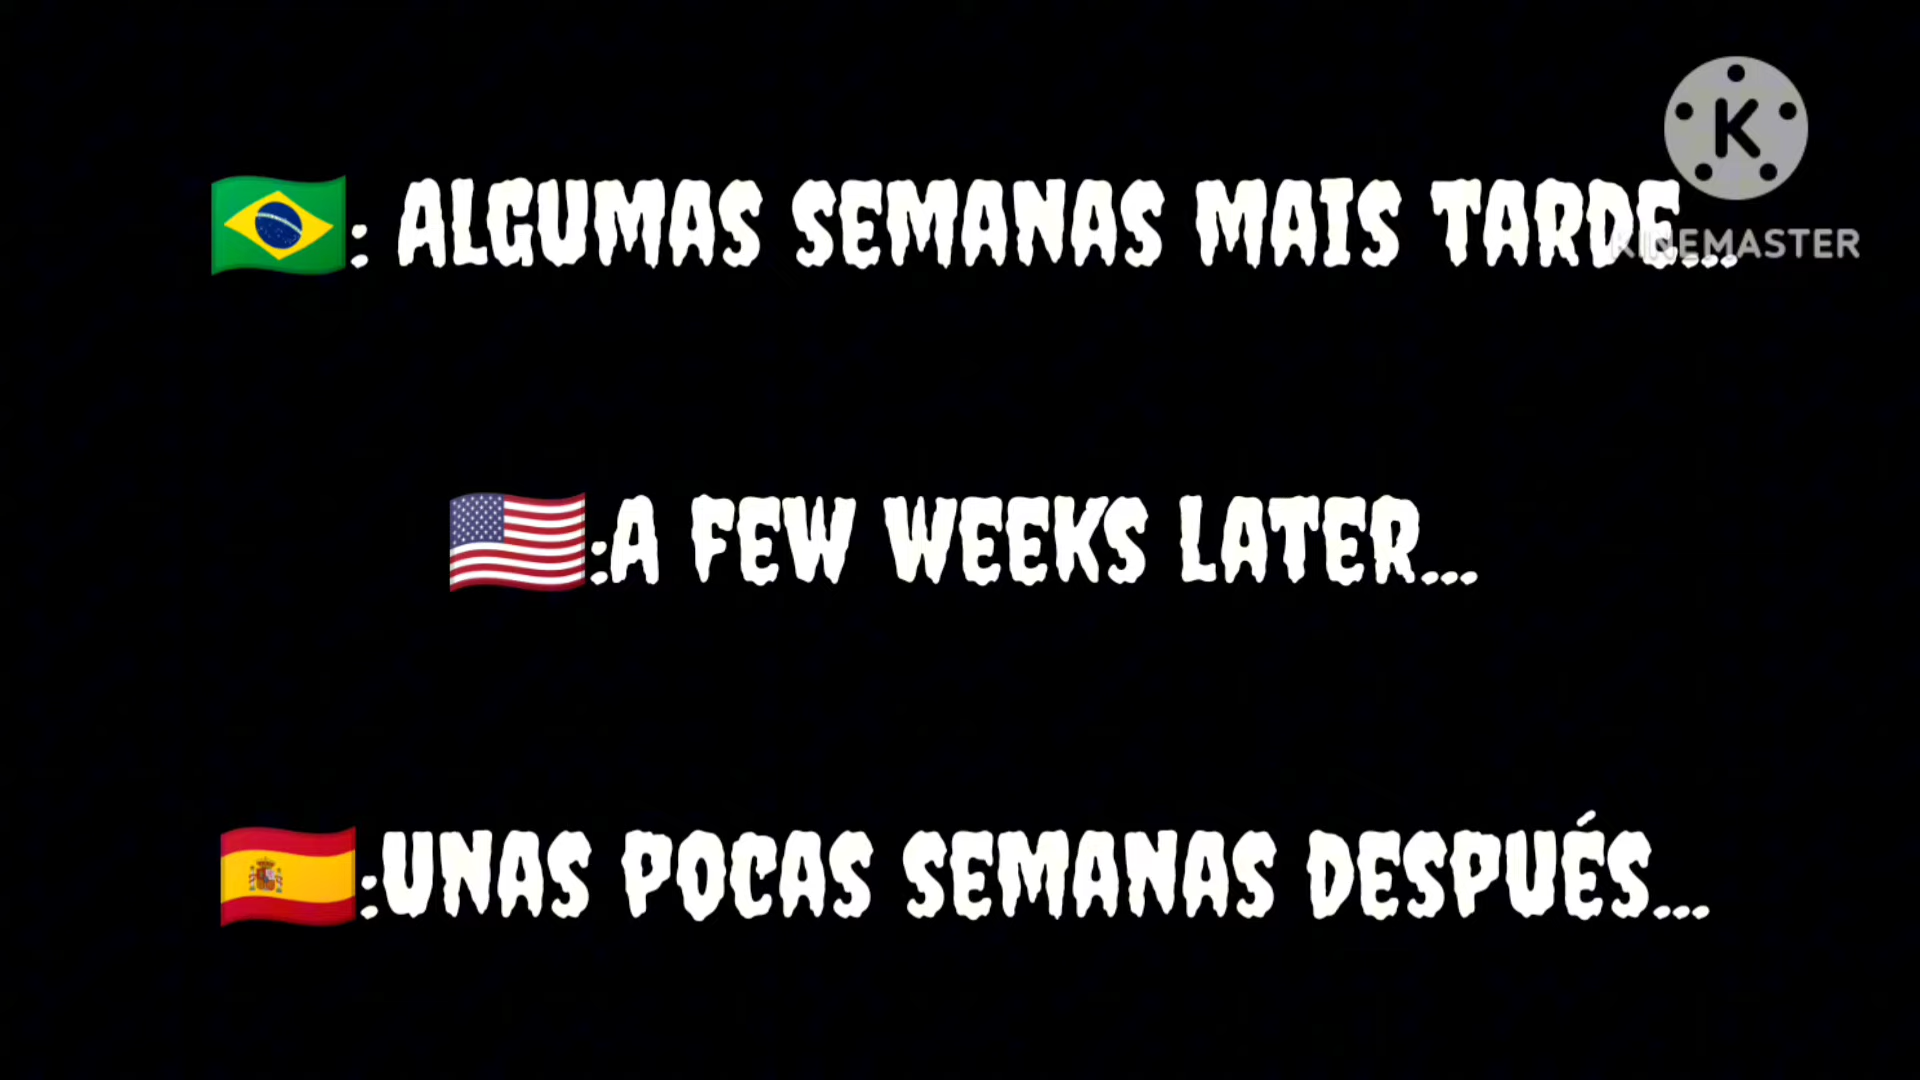 🇧🇷: ALGUMAS SEMANAS MAIS TARDE...
K
KINEMASTER
🇺🇸:A FEW WEEKS LATER...
🇪🇸:UNAS POCAS SEMANAS DESPUÉS...